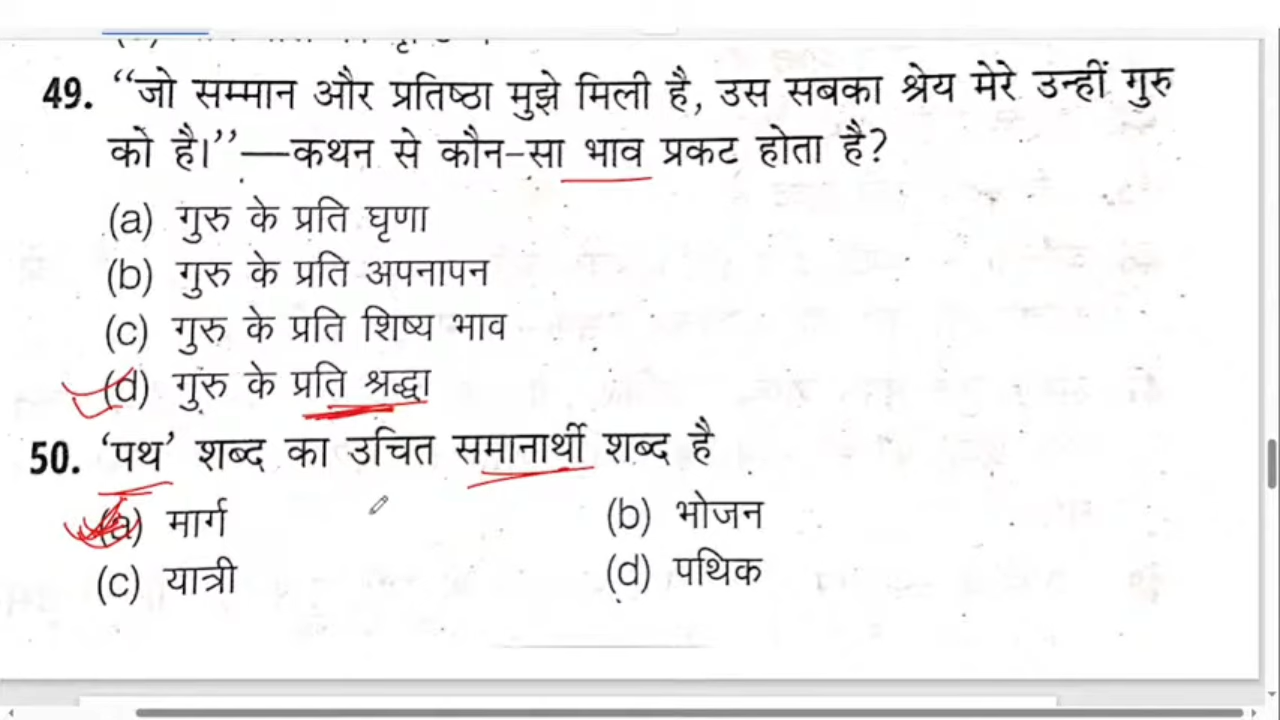 49. “जो सम्मान और प्रतिष्ठा मुझे मिली है, उस सबका श्रेय मेरे उन्हीं गुरु
को है।”—कथन से कौन-सा भाव प्रकट होता है?
(a) गुरु के प्रति घृणा
(b) गुरु के प्रति अपनापन
(c) गुरु के प्रति शिष्य भाव
(d) गुरु के प्रति श्रद्धा
50. ‘पथ’ शब्द का उचित समानार्थी शब्द है
(a) मार्ग (b) भोजन
(c) यात्री (d) पथिक